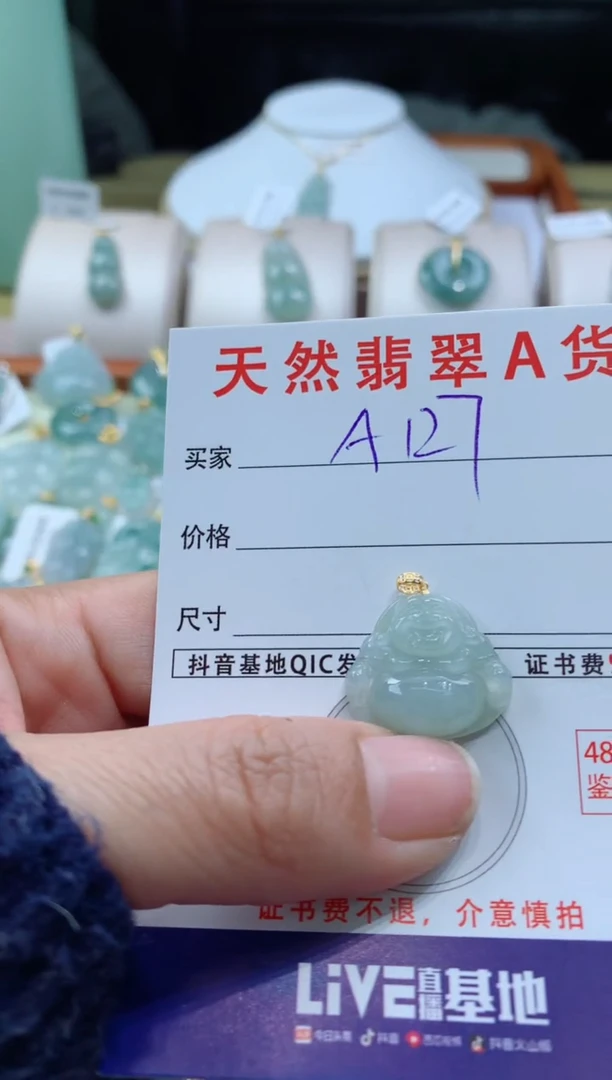 天然翡翠A货
买家 A127
价格
尺寸
抖音基地QIC发
证书费
48
鉴
证书费不退，介意慎拍
LiVE直播基地
今日头条 抖音 西瓜视频 抖音火山版